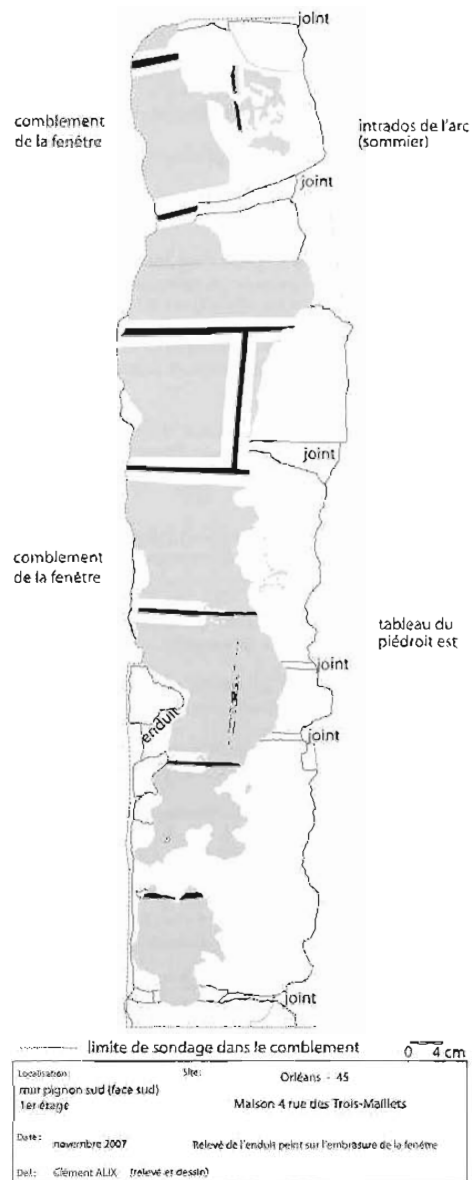 joint
comblement
de la fenêtre
intrados de l'arc
(sommier)
joint
joint
comblement
de la fenêtre
tableau du
piédroit est
joint
enduit
joint
joint
limite de sondage dans le comblement
0 4 cm
Localisation:
mur pignon sud (face sud)
1er étage
Site:
Orléans - 45
Maison 4 rue des Trois-Maillets
Date:
novembre 2007
Relevé de l'enduit peint sur l'embrasure de la fenêtre
Del.: Clément ALIX (relevé et dessin)